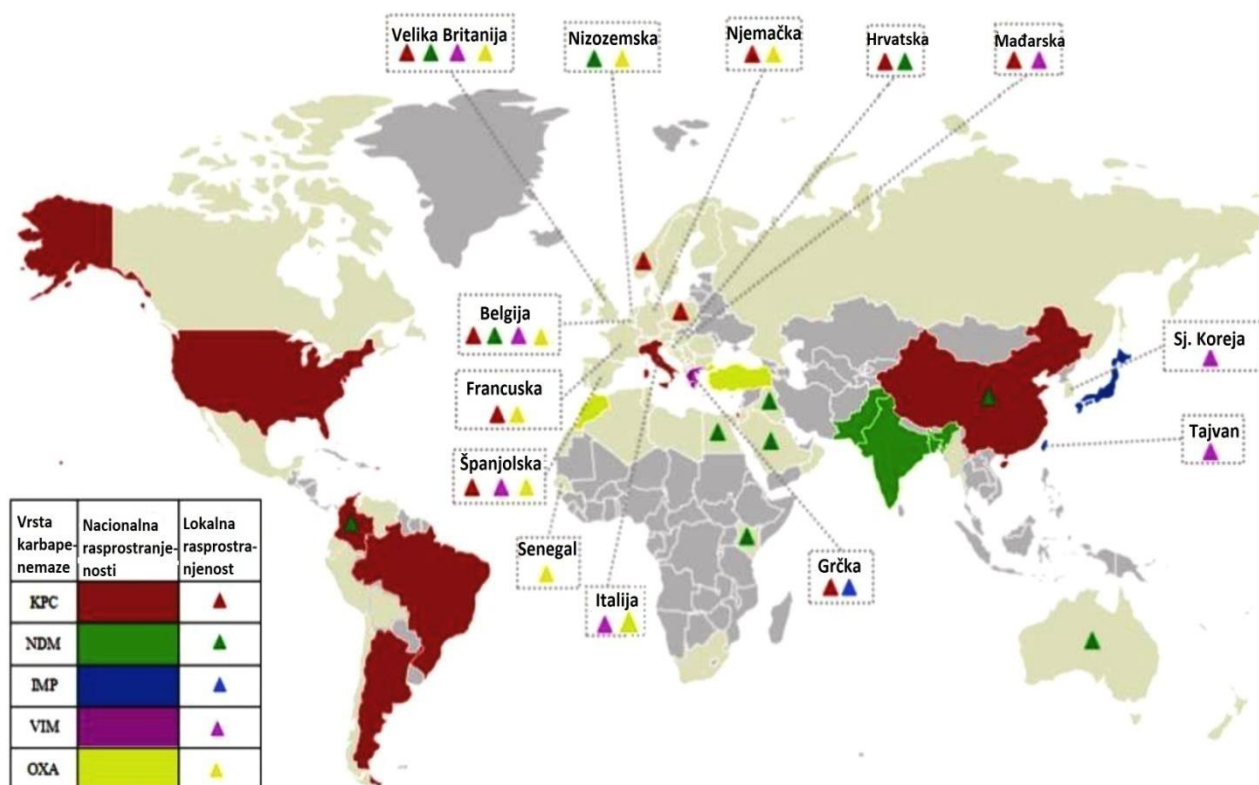 Velika Britanija
Nizozemska
Njemačka
Hrvatska
Mađarska
Belgija
Sj. Koreja
Francuska
Tajvan
Španjolska
Senegal
Grčka
Italija
Vrsta
karbape-
nemaze
Nacionalna
rasprostranje-
nosti
Lokalna
rasprostra-
njenost
KPC
NDM
IMP
VIM
OXA